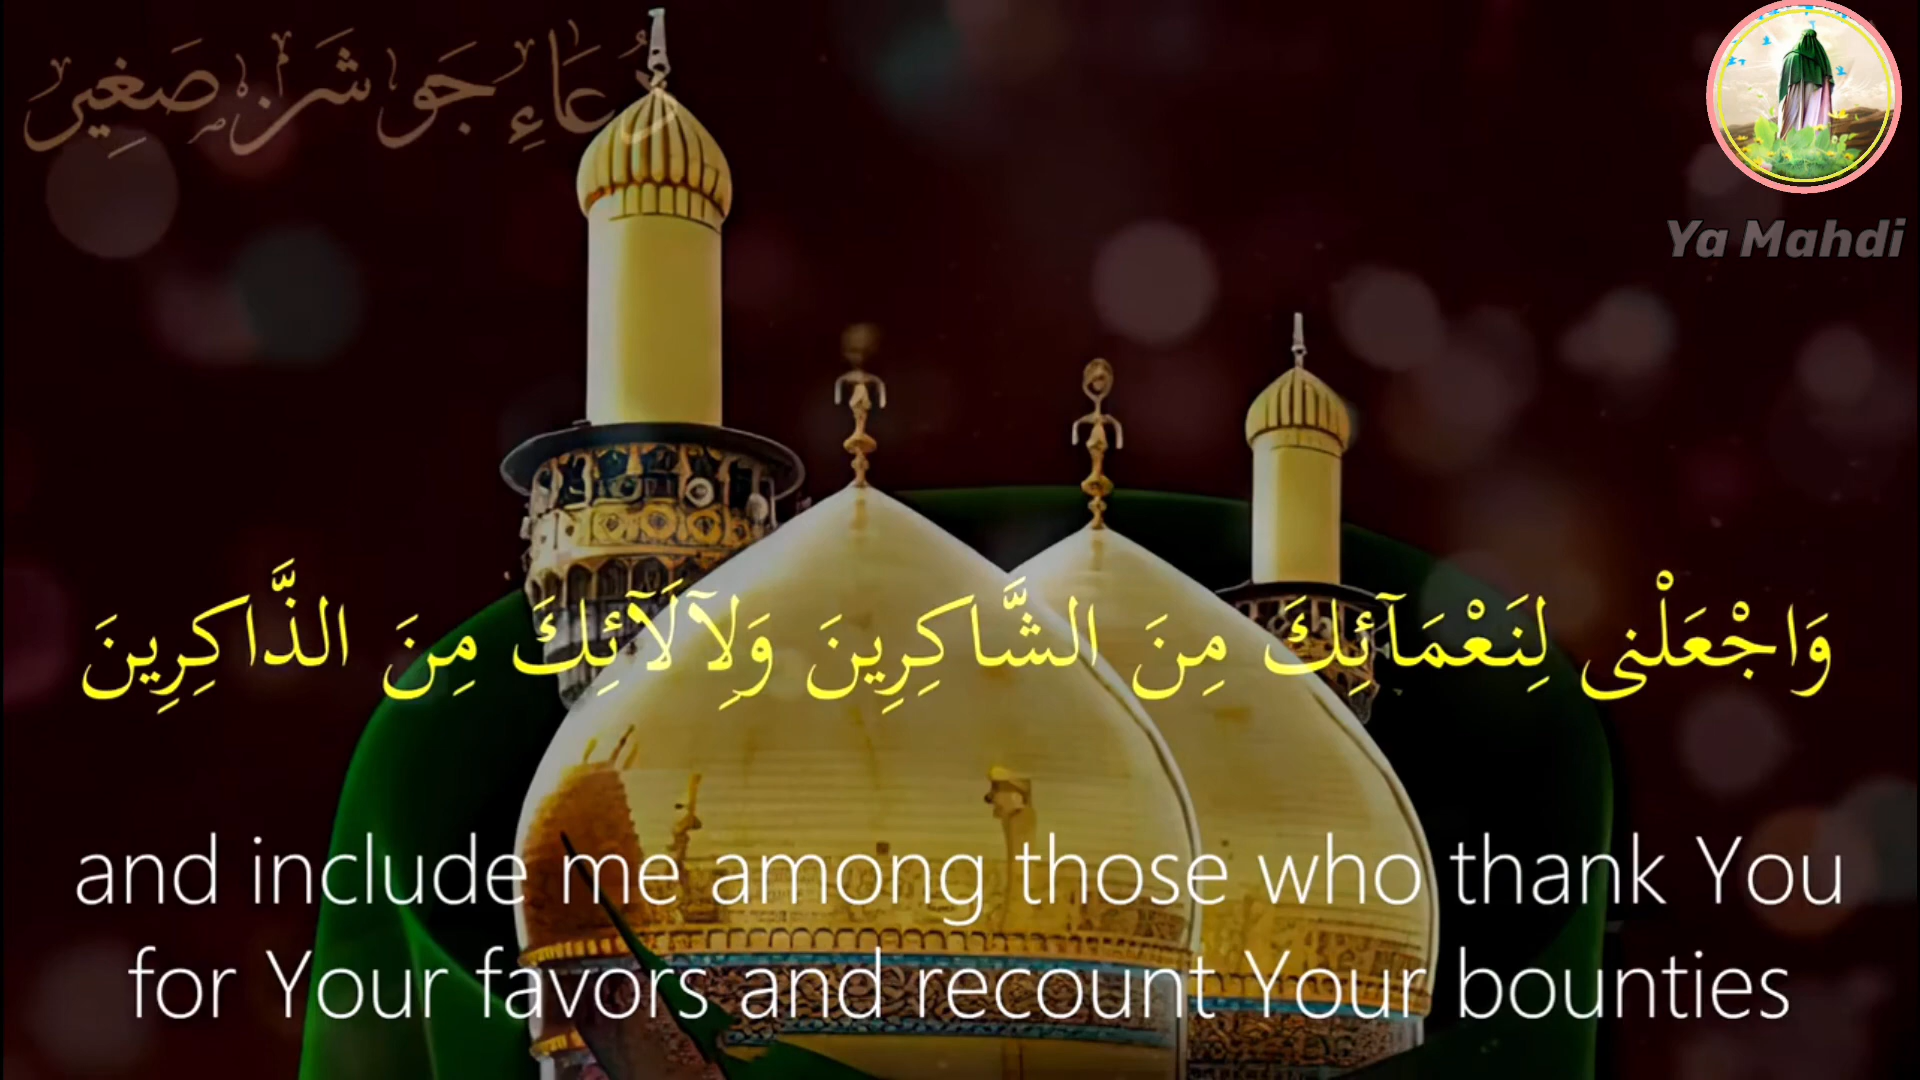 دُعَاءِ جَوشَن صَغِير
Ya Mahdi
وَاجْعَلْنى لِنَعْمَآئِكَ مِنَ الشَّاكِرِينَ وَلِآلَآئِكَ مِنَ الذَّاكِرِينَ
and include me among those who thank You
for Your favors and recount Your bounties